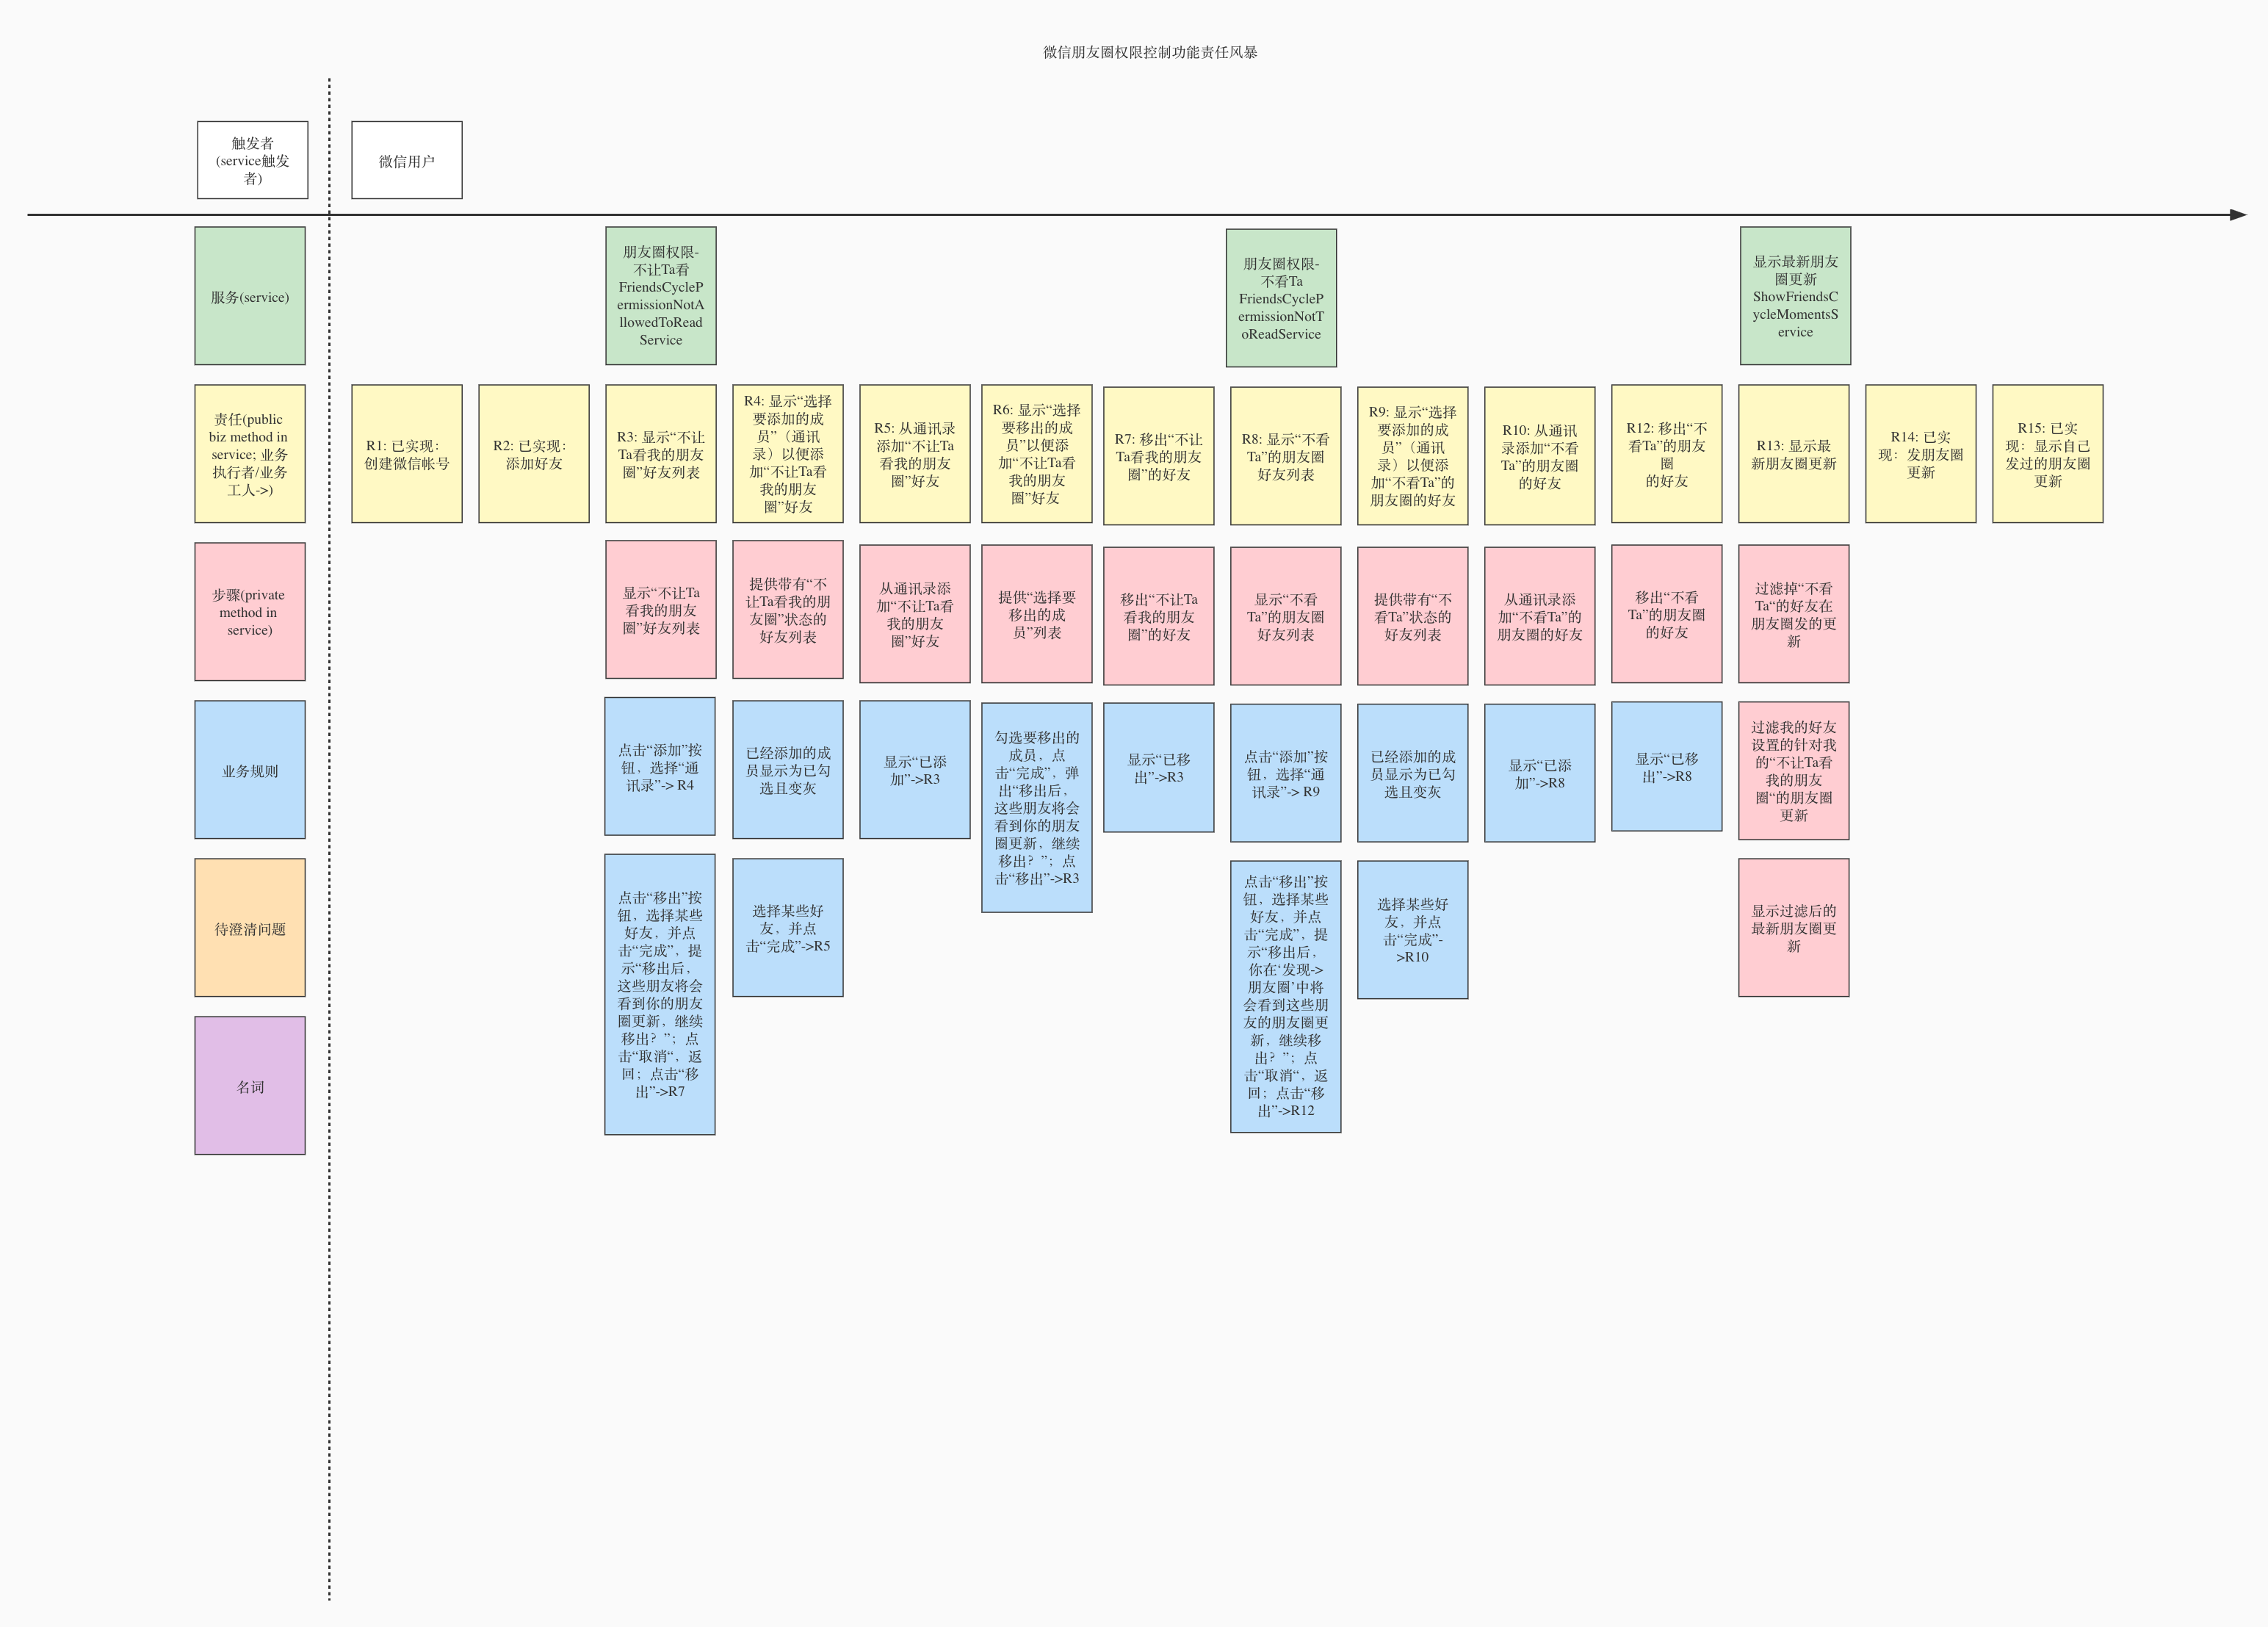 微信朋友圈权限控制功能责任风暴
触发者
(service触发
者)
微信用户
服务(service)
朋友圈权限-
不让Ta看
FriendsCycleP
ermissionNotA
llowedToRead
Service
朋友圈权限-
不看Ta
FriendsCycleP
ermissionNotT
oReadService
显示最新朋友
圈更新
ShowFriendsC
ycleMomentsS
ervice
责任(public
biz method in
service; 业务
执行者/业务
工人->)
R1: 已实现：
创建微信帐号
R2: 已实现：
添加好友
R3: 显示“不让
Ta看我的朋友
圈”好友列表
R4: 显示“选择
要添加的成
员”（通讯
录）以便添
加“不让Ta看
我的朋友
圈”好友
R5: 从通讯录
添加“不让Ta
看我的朋友
圈”好友
R6: 显示“选择
要移出的成
员”以便添
加“不让Ta看
我的朋友
圈”好友
R7: 移出“不让
Ta看我的朋友
圈”的好友
R8: 显示“不看
Ta”的朋友圈
好友列表
R9: 显示“选择
要添加的成
员”（通讯
录）以便添
加“不看Ta”的
朋友圈的好友
R10: 从通讯
录添加“不看
Ta”的朋友圈
的好友
R12: 移出“不
看Ta”的朋友
圈
的好友
R13: 显示最
新朋友圈更新
R14: 已实
现：发朋友圈
更新
R15: 已实
现：显示自己
发过的朋友圈
更新
步骤(private
method in
service)
显示“不让Ta
看我的朋友
圈”好友列表
提供带有“不
让Ta看我的朋
友圈”状态的
好友列表
从通讯录添
加“不让Ta看
我的朋友
圈”好友
提供“选择要
移出的成
员”列表
移出“不让Ta
看我的朋友
圈”的好友
显示“不看
Ta”的朋友圈
好友列表
提供带有“不
看Ta”状态的
好友列表
从通讯录添
加“不看Ta”的
朋友圈的好友
移出“不看
Ta”的朋友圈
的好友
过滤掉“不看
Ta“的好友在
朋友圈发的更
新
业务规则
点击“添加”按
钮，选择“通
讯录”-> R4
已经添加的成
员显示为已勾
选且变灰
显示“已添
加”->R3
勾选要移出的
成员，点
击“完成”，弹
出“移出后，
这些朋友将会
看到你的朋友
圈更新，继续
移出？”；点
击“移出”->R3
显示“已移
出”->R3
点击“添加”按
钮，选择“通
讯录”-> R9
已经添加的成
员显示为已勾
选且变灰
显示“已添
加”->R8
显示“已移
出”->R8
过滤我的好友
设置的针对我
的“不让Ta看
我的朋友
圈“的朋友圈
更新
待澄清问题
点击“移出”按
钮，选择某些
好友，并点
击“完成”，提
示“移出后，
这些朋友将会
看到你的朋友
圈更新，继续
移出？”；点
击“取消“，返
回；点击“移
出”->R7
选择某些好
友，并点
击“完成”->R5
点击“移出”按
钮，选择某些
好友，并点
击“完成”，提
示“移出后，
你在‘发现->
朋友圈’中将
会看到这些朋
友的朋友圈更
新，继续移
出？”；点
击“取消“，返
回；点击“移
出”->R12
选择某些好
友，并点
击“完成”-
>R10
显示过滤后的
最新朋友圈更
新
名词